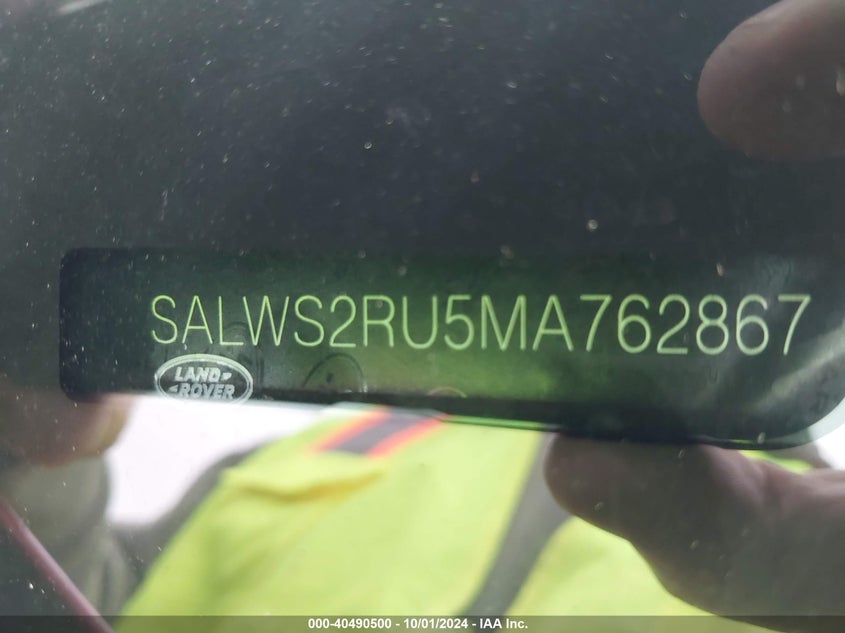 SALWS2RU5MA762867
LAND
ROVER
000-40490500 - 10/01/2024 - IAA Inc.